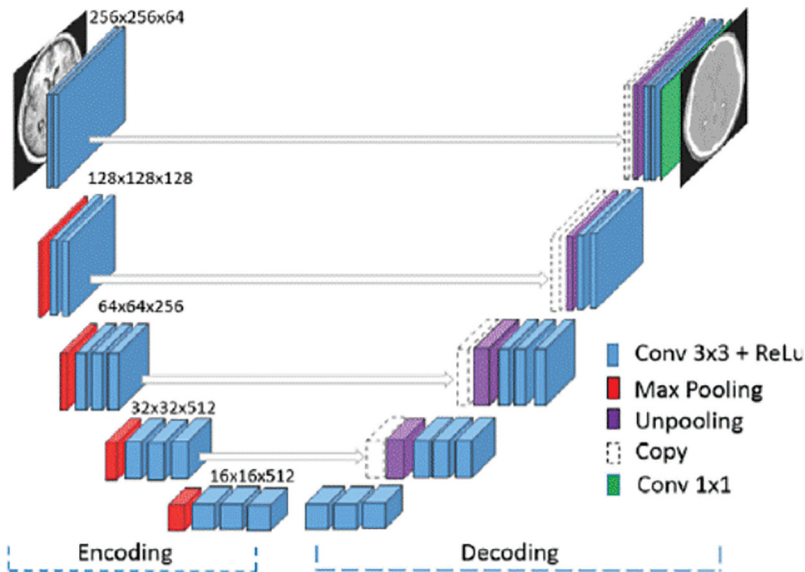 256x256x64
128x128x128
64x64x256
32x32x512
16x16x512
Conv 3x3 + ReLu
Max Pooling
Unpooling
Copy
Conv 1x1
Encoding
Decoding